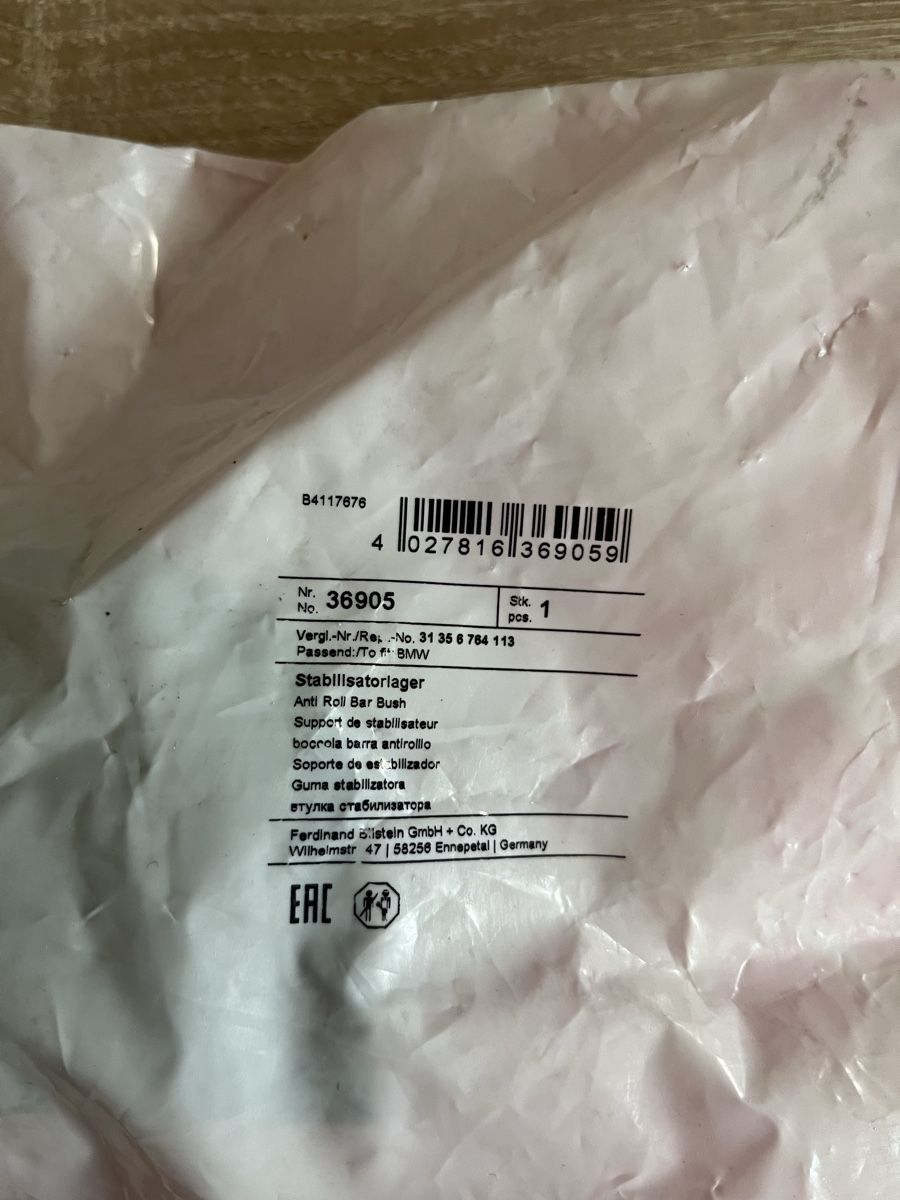 B4117676
4 027816 369059
Nr.
No. 36905
Stk.
pcs. 1
Vergl.-Nr./ .-No. 31 35 6 764 113
Passend:/To BMW
Stabilisatorlager
Anti Roll Bar Bush
Support de stabilisateur
boccola barra antirollio
Soporte de estabilizador
Guma stabilizatora
втулка стабилизатора
Ferdinand Bilstein GmbH + Co. KG
Wilhelmstr 47 | 58256 Ennepetal | Germany
EAC